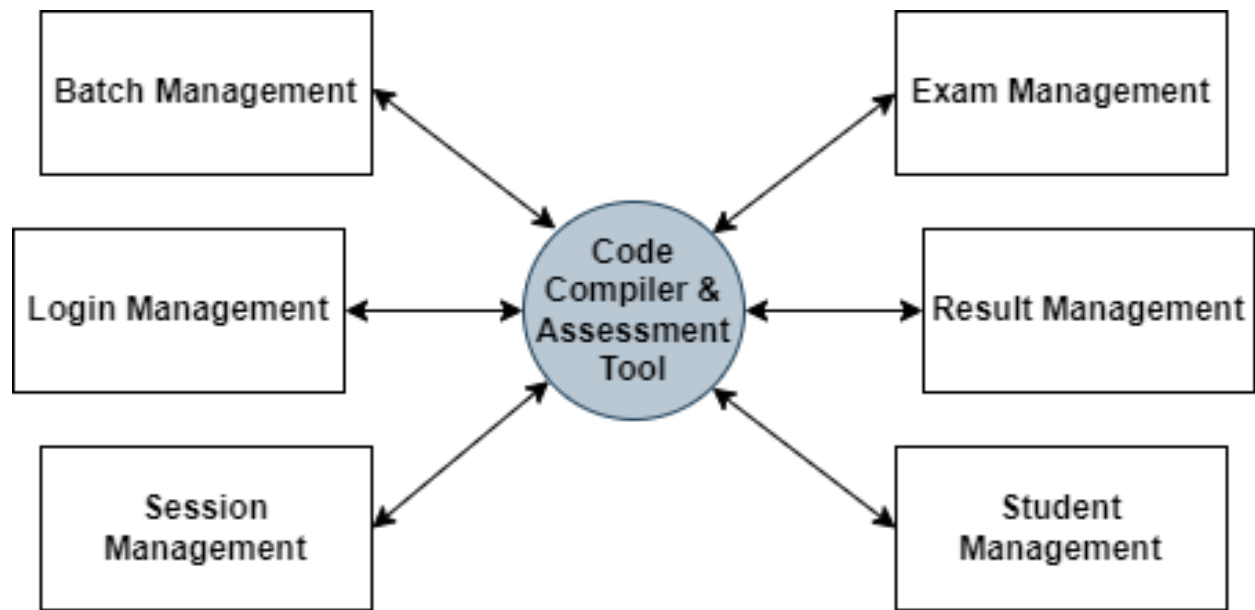 Batch Management
Exam Management
Code
Compiler &
Assessment
Tool
Login Management
Result Management
Session
Management
Student
Management